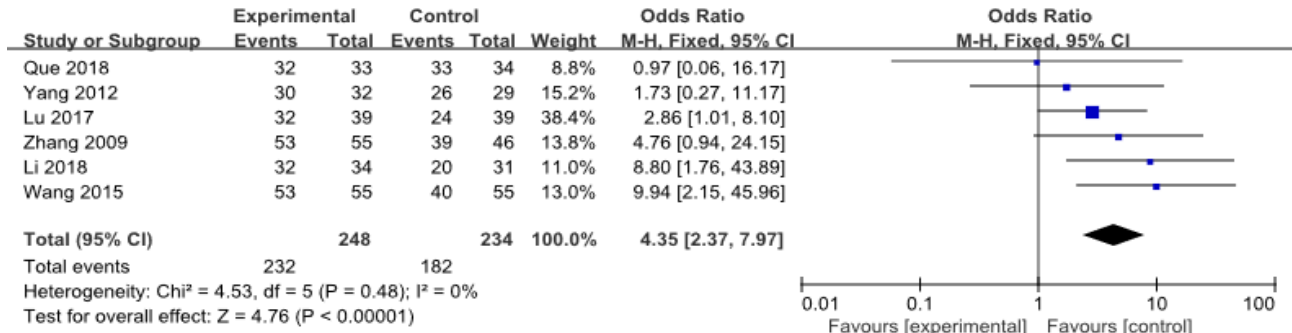 Experimental Control Odds Ratio Odds Ratio
Study or Subgroup Events Total Events Total Weight M-H, Fixed, 95% CI M-H, Fixed, 95% CI
Que 2018 32 33 33 34 8.8% 0.97 [0.06, 16.17]
Yang 2012 30 32 26 29 15.2% 1.73 [0.27, 11.17]
Lu 2017 32 39 24 39 38.4% 2.86 [1.01, 8.10]
Zhang 2009 53 55 39 46 13.8% 4.76 [0.94, 24.15]
Li 2018 32 34 20 31 11.0% 8.80 [1.76, 43.89]
Wang 2015 53 55 40 55 13.0% 9.94 [2.15, 45.96]
Total (95% CI) 248 234 100.0% 4.35 [2.37, 7.97]
Total events 232 182
Heterogeneity: Chi² = 4.53, df = 5 (P = 0.48); I² = 0%
Test for overall effect: Z = 4.76 (P < 0.00001)
0.01 0.1 1 10 100
Favours [experimental] Favours [control]